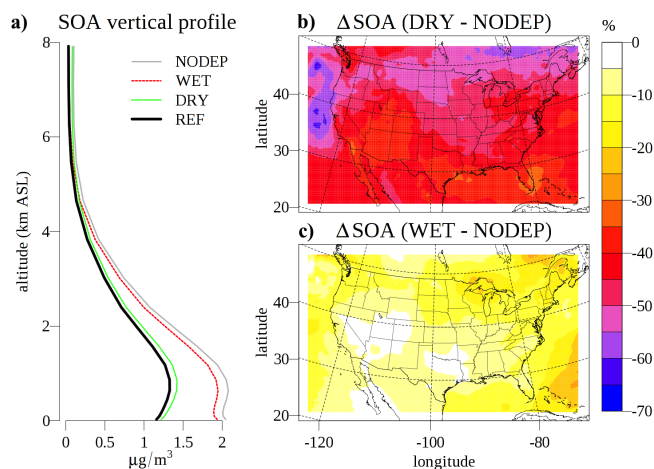 a) SOA vertical profile
8
6
4
2
0
altitude (km ASL)
NODEP
WET
DRY
REF
0 0.5 1 1.5 2
μg/m³
b) ΔSOA (DRY - NODEP)
40
30
20
latitude
c) ΔSOA (WET - NODEP)
40
30
20
latitude
-120 -100 -80
longitude
%
0
-10
-20
-30
-40
-50
-60
-70